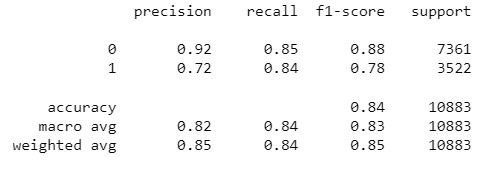 precision recall f1-score support
0 0.92 0.85 0.88 7361
1 0.72 0.84 0.78 3522
accuracy 0.84 10883
macro avg 0.82 0.84 0.83 10883
weighted avg 0.85 0.84 0.85 10883